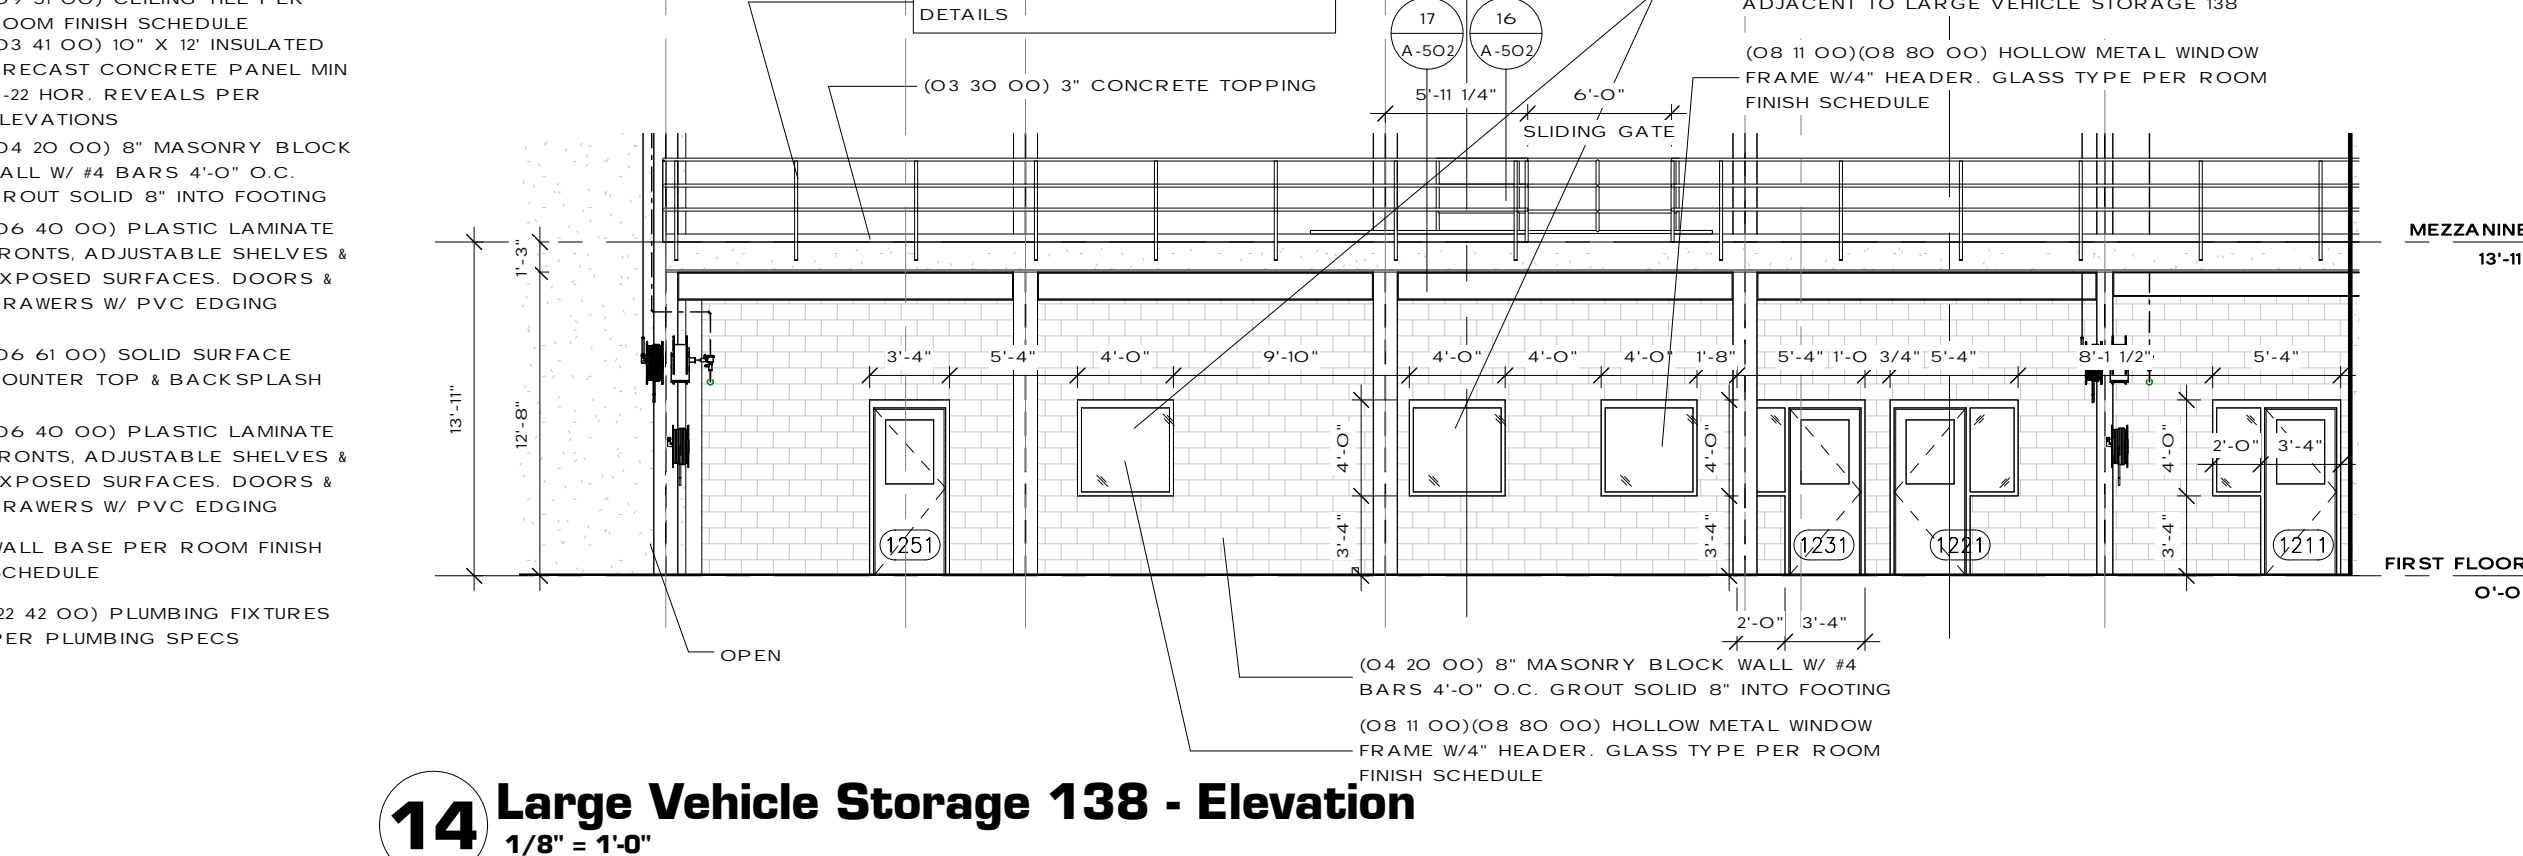 OOM FINISH SCHEDULE
03 41 00) 10" X 12' INSULATED
RECAST CONCRETE PANEL MIN
-22 HOR. REVEALS PER
LEVATIONS
04 20 00) 8" MASONRY BLOCK
ALL W/ #4 BARS 4'-0" O.C.
ROUT SOLID 8" INTO FOOTING
06 40 00) PLASTIC LAMINATE
RONTS, ADJUSTABLE SHELVES &
XPOSED SURFACES. DOORS &
RAWERS W/ PVC EDGING
06 61 00) SOLID SURFACE
OUNTER TOP & BACKSPLASH
06 40 00) PLASTIC LAMINATE
RONTS, ADJUSTABLE SHELVES &
XPOSED SURFACES. DOORS &
RAWERS W/ PVC EDGING
WALL BASE PER ROOM FINISH
SCHEDULE
22 42 00) PLUMBING FIXTURES
PER PLUMBING SPECS
DETAILS
(03 30 00) 3" CONCRETE TOPPING
17
A-502
16
A-502
ADJACENT TO LARGE VEHICLE STORAGE 138
(08 11 00)(08 80 00) HOLLOW METAL WINDOW
FRAME W/4" HEADER. GLASS TYPE PER ROOM
FINISH SCHEDULE
5'-11 1/4"
6'-0"
SLIDING GATE
MEZZANINE
13'-11
1'-3"
13'-11"
12'-8"
3'-4"
5'-4"
4'-0"
9'-10"
4'-0"
4'-0"
4'-0"
1'-8"
5'-4"
1'-0 3/4"
5'-4"
8'-1 1/2"
5'-4"
4'-0"
3'-4"
4'-0"
3'-4"
4'-0"
3'-4"
2'-0"
3'-4"
1251
1231
1221
1211
FIRST FLOOR
0'-0
2'-0"
3'-4"
OPEN
(04 20 00) 8" MASONRY BLOCK WALL W/ #4
BARS 4'-0" O.C. GROUT SOLID 8" INTO FOOTING
(08 11 00)(08 80 00) HOLLOW METAL WINDOW
FRAME W/4" HEADER. GLASS TYPE PER ROOM
FINISH SCHEDULE
14
Large Vehicle Storage 138 - Elevation
1/8" = 1'-0"